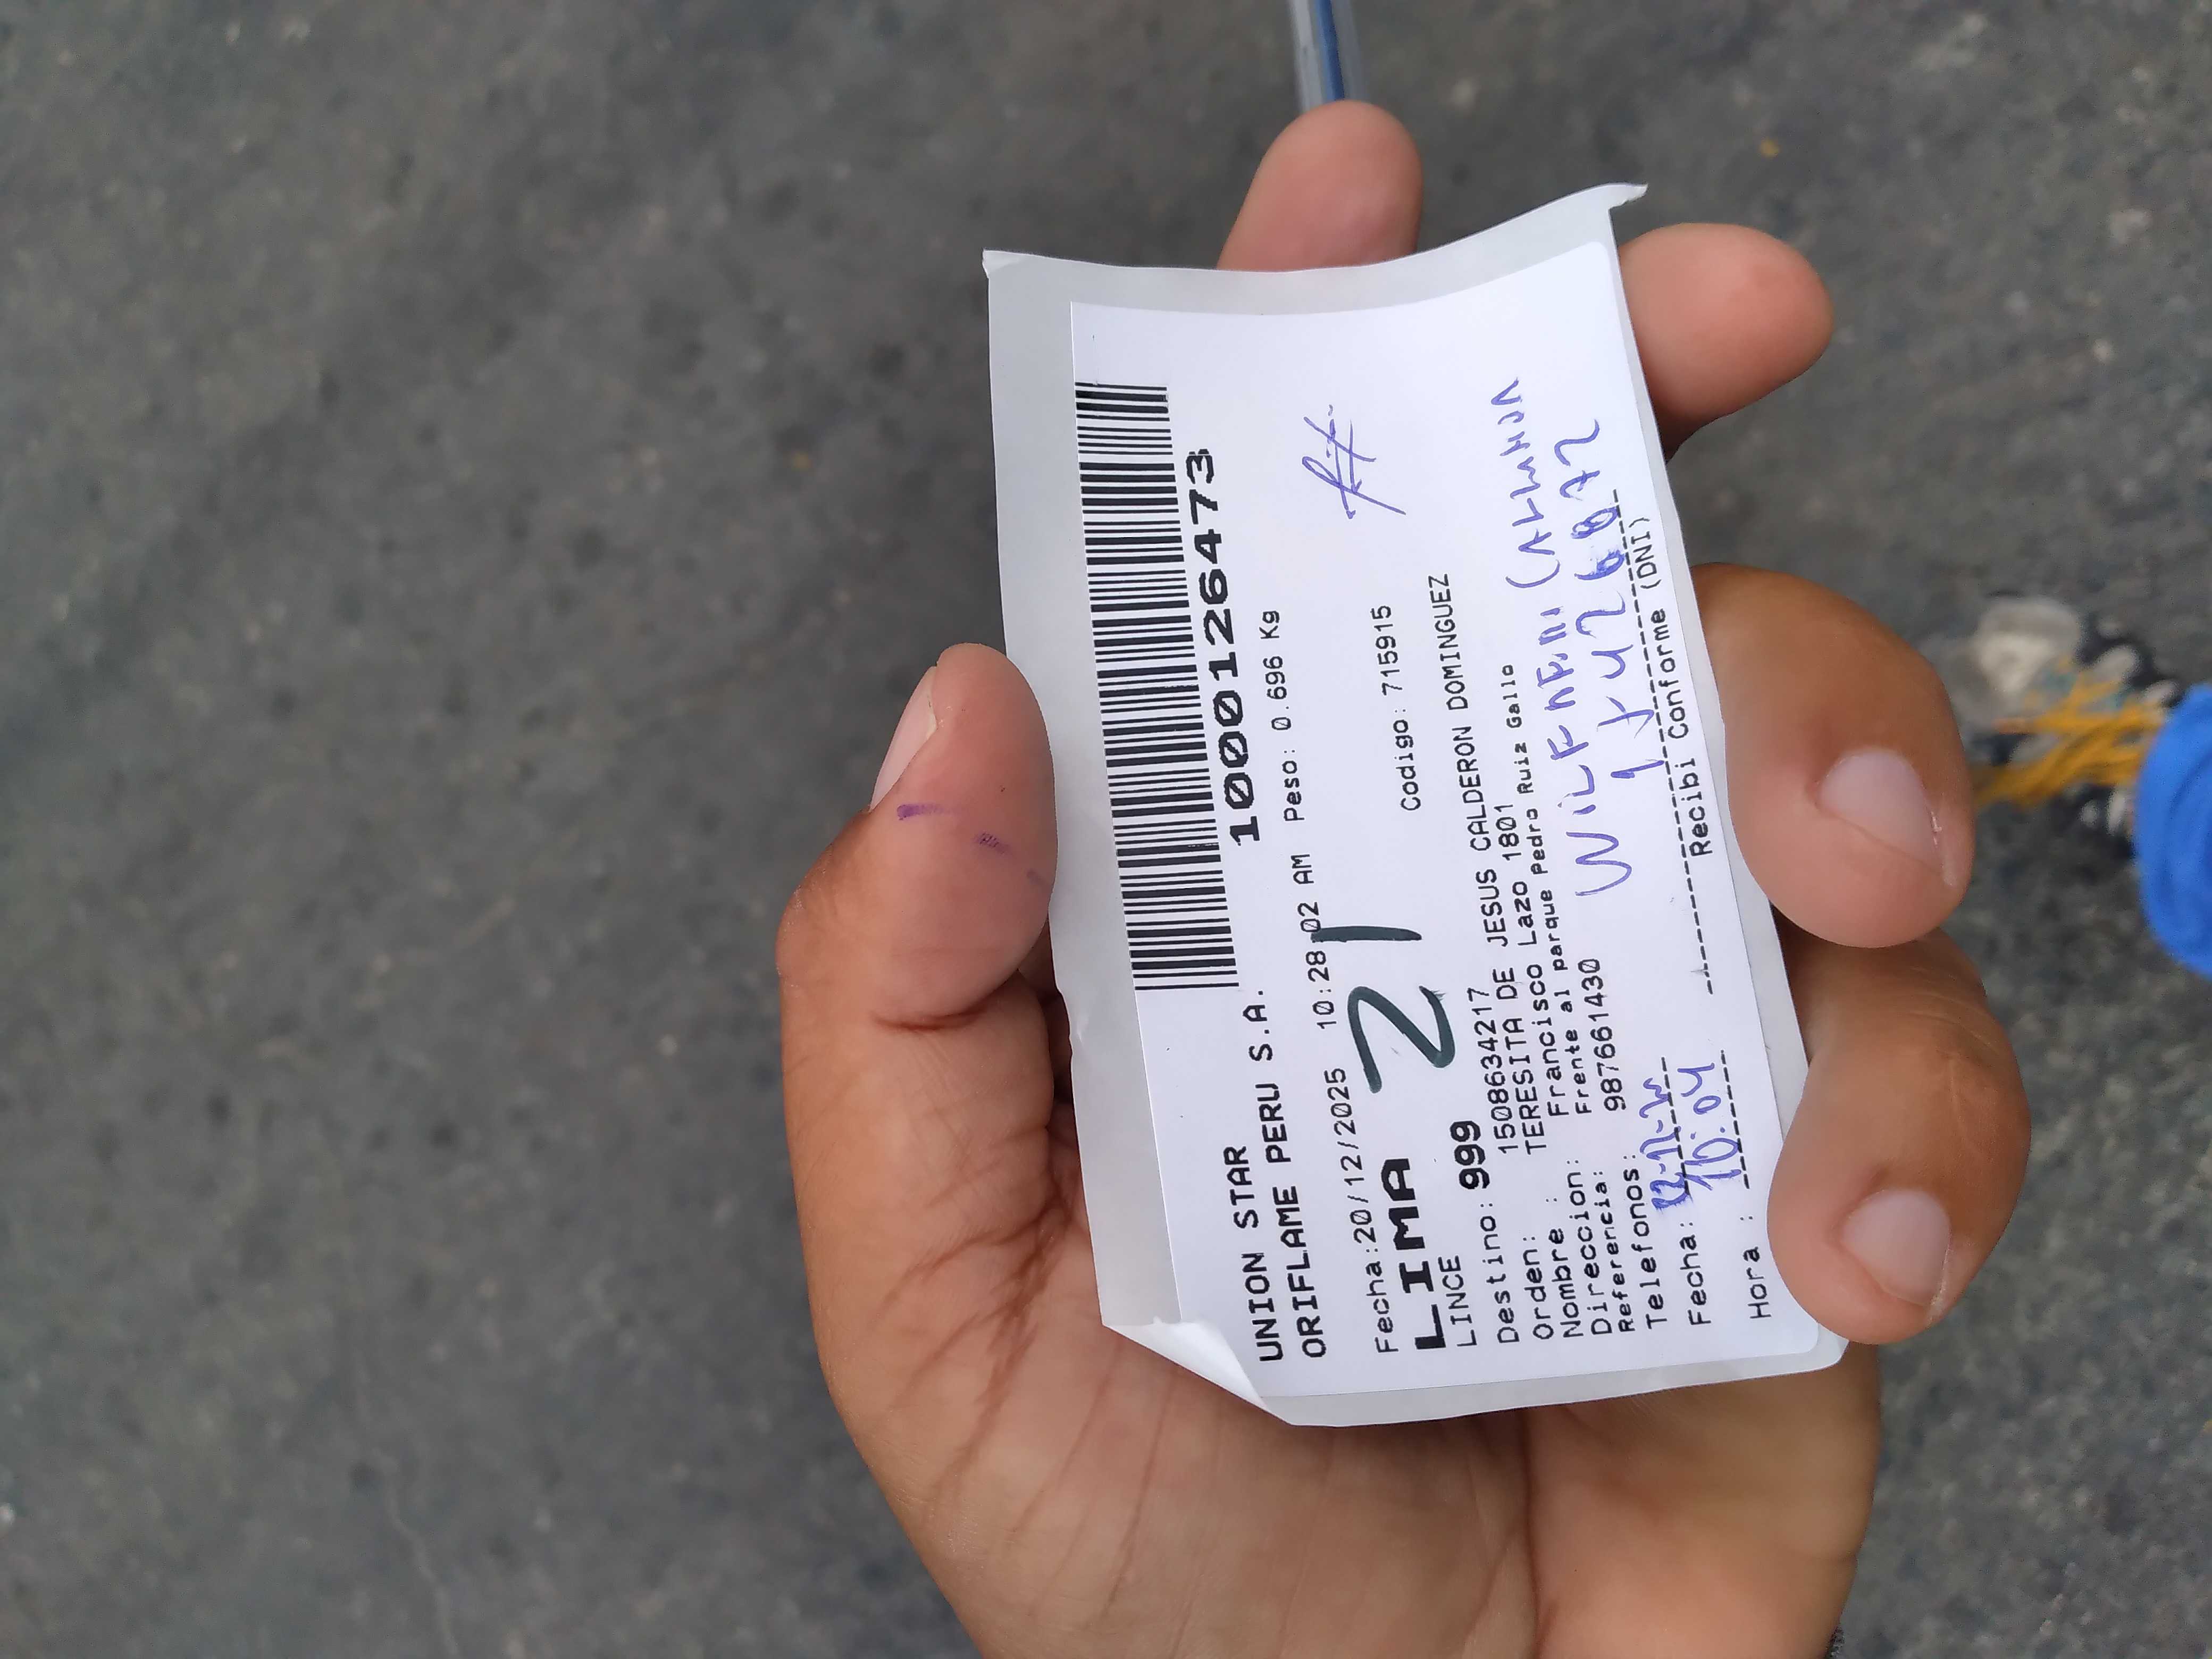 1000126473
UNION STAR
ORIFLAME PERU S.A.
Fecha:20/12/2025 10:28:02 AM Peso: 0.696 Kg
LIMA 21
LINCE Codigo: 715915
Destino: 999
Orden: 1508634217
Nombre : TERESITA DE JESUS CALDERON DOMINGUEZ
Direccion: Francisco Lazo 1801
Referencia: Frente al parque Pedro Ruiz Gallo
Telefonos: 987661430
Fecha:
Hora : 10:04
Recibi Conforme (DNI)